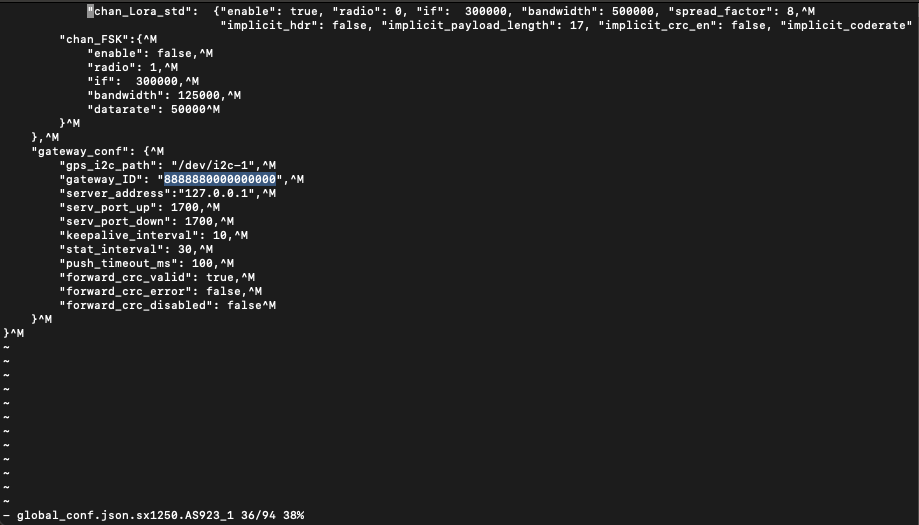 "chan_Lora_std":  {"enable": true, "radio": 0, "if":  300000, "bandwidth": 500000, "spread_factor": 8,^M
"implicit_hdr": false, "implicit_payload_length": 17, "implicit_crc_en": false, "implicit_coderate"
"chan_FSK":{^M
"enable": false,^M
"radio": 1,^M
"if":  300000,^M
"bandwidth": 125000,^M
"datarate": 50000^M
}^M
},^M
"gateway_conf": {^M
"gps_i2c_path": "/dev/i2c-1",^M
"gateway_ID": "8888880000000000",^M
"server_address":"127.0.0.1",^M
"serv_port_up": 1700,^M
"serv_port_down": 1700,^M
"keepalive_interval": 10,^M
"stat_interval": 30,^M
"push_timeout_ms": 100,^M
"forward_crc_valid": true,^M
"forward_crc_error": false,^M
"forward_crc_disabled": false^M
}^M
}^M
~
~
~
~
~
~
~
~
~
~
~
~
- global_conf.json.sx1250.AS923_1 36/94 38%